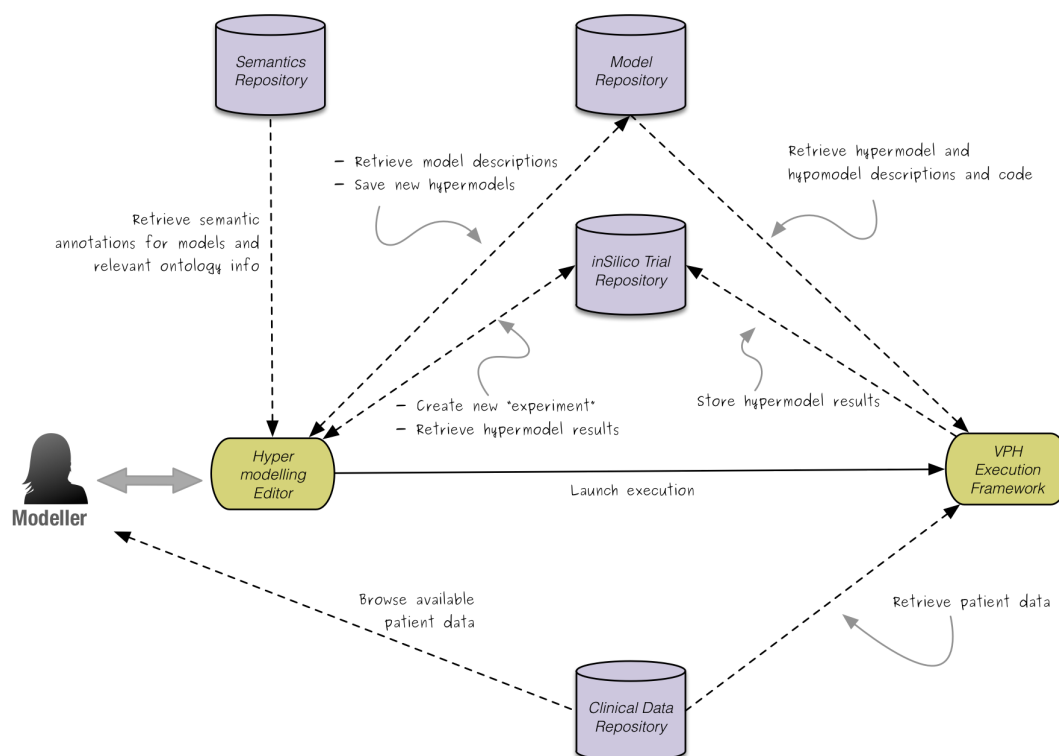 Semantics
Repository
Model
Repository
– Retrieve model descriptions
– Save new hypermodels
Retrieve hypermodel and
hypomodel descriptions and code
Retrieve semantic
annotations for models and
relevant ontology info
inSilico Trial
Repository
– Create new "experiment"
– Retrieve hypermodel results
Store hypermodel results
Hyper
modelling
Editor
VPH
Execution
Framework
Launch execution
Modeller
Browse available
patient data
Retrieve patient data
Clinical Data
Repository